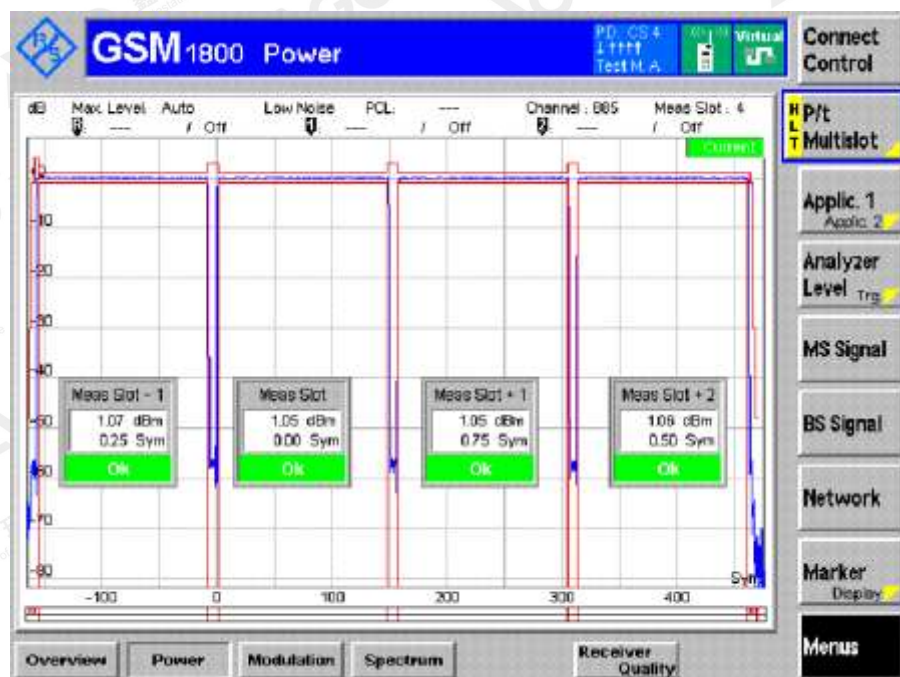 R&S
GSM 1800 Power
PD: CS4
Test M. A
Virtual
Connect
Control
dB Max. Level: Auto Low Noise PCL: --- Channel : 885 Meas Slot : 4
--- / Off --- / Off --- / Off
Current
HLT
P/t
Multislot
Applic. 1
Applic. 2
Analyzer
Level Trg.
MS Signal
BS Signal
Network
Marker
Display
Menus
-10
-20
-30
-40
-50
-60
-70
-80
Meas Slot - 1
1.07 dBm
0.25 Sym
Ok
Meas Slot
1.05 dBm
0.00 Sym
Ok
Meas Slot + 1
1.05 dBm
0.75 Sym
Ok
Meas Slot + 2
1.06 dBm
0.50 Sym
Ok
Sym
-100 0 100 200 300 400
Overview Power Modulation Spectrum Receiver
Quality